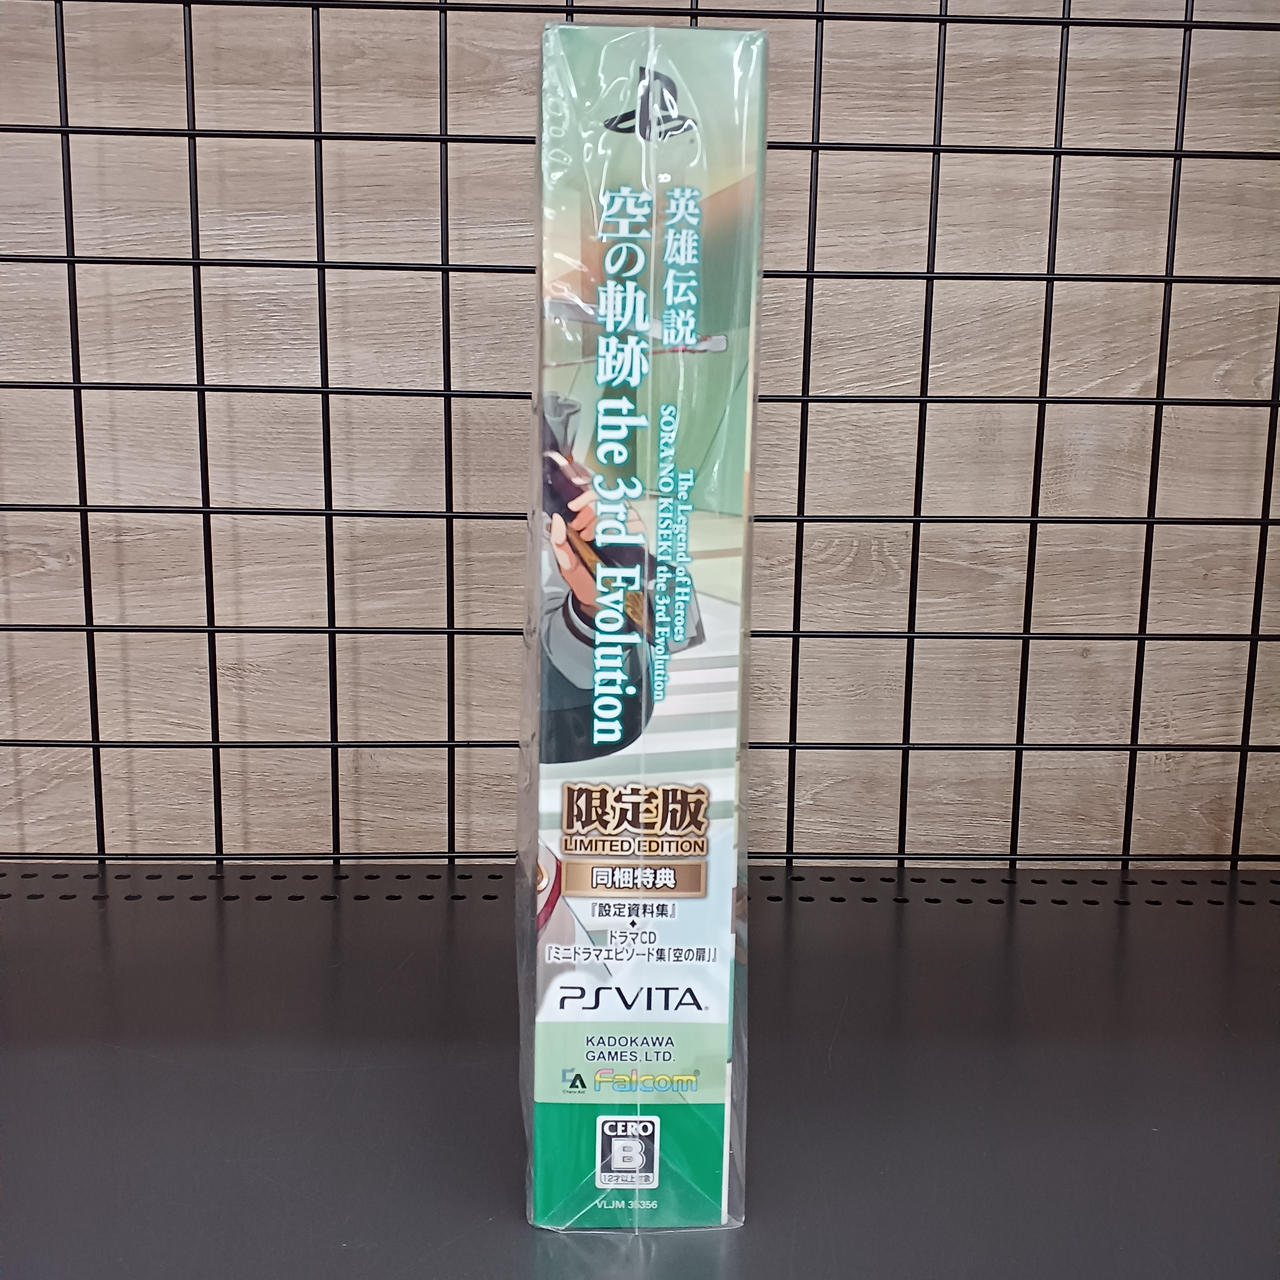 英雄伝説
空の軌跡 the 3rd Evolution
The Legend of Heroes
SORA NO KISEKI the 3rd Evolution
限定版
LIMITED EDITION
同梱特典
『設定資料集』
◆
ドラマCD
『ミニドラマエピソード集「空の扉」』
PSVITA
KADOKAWA
GAMES, LTD.
Falcom
CERO
B
12才以上対象
VLJM 35356